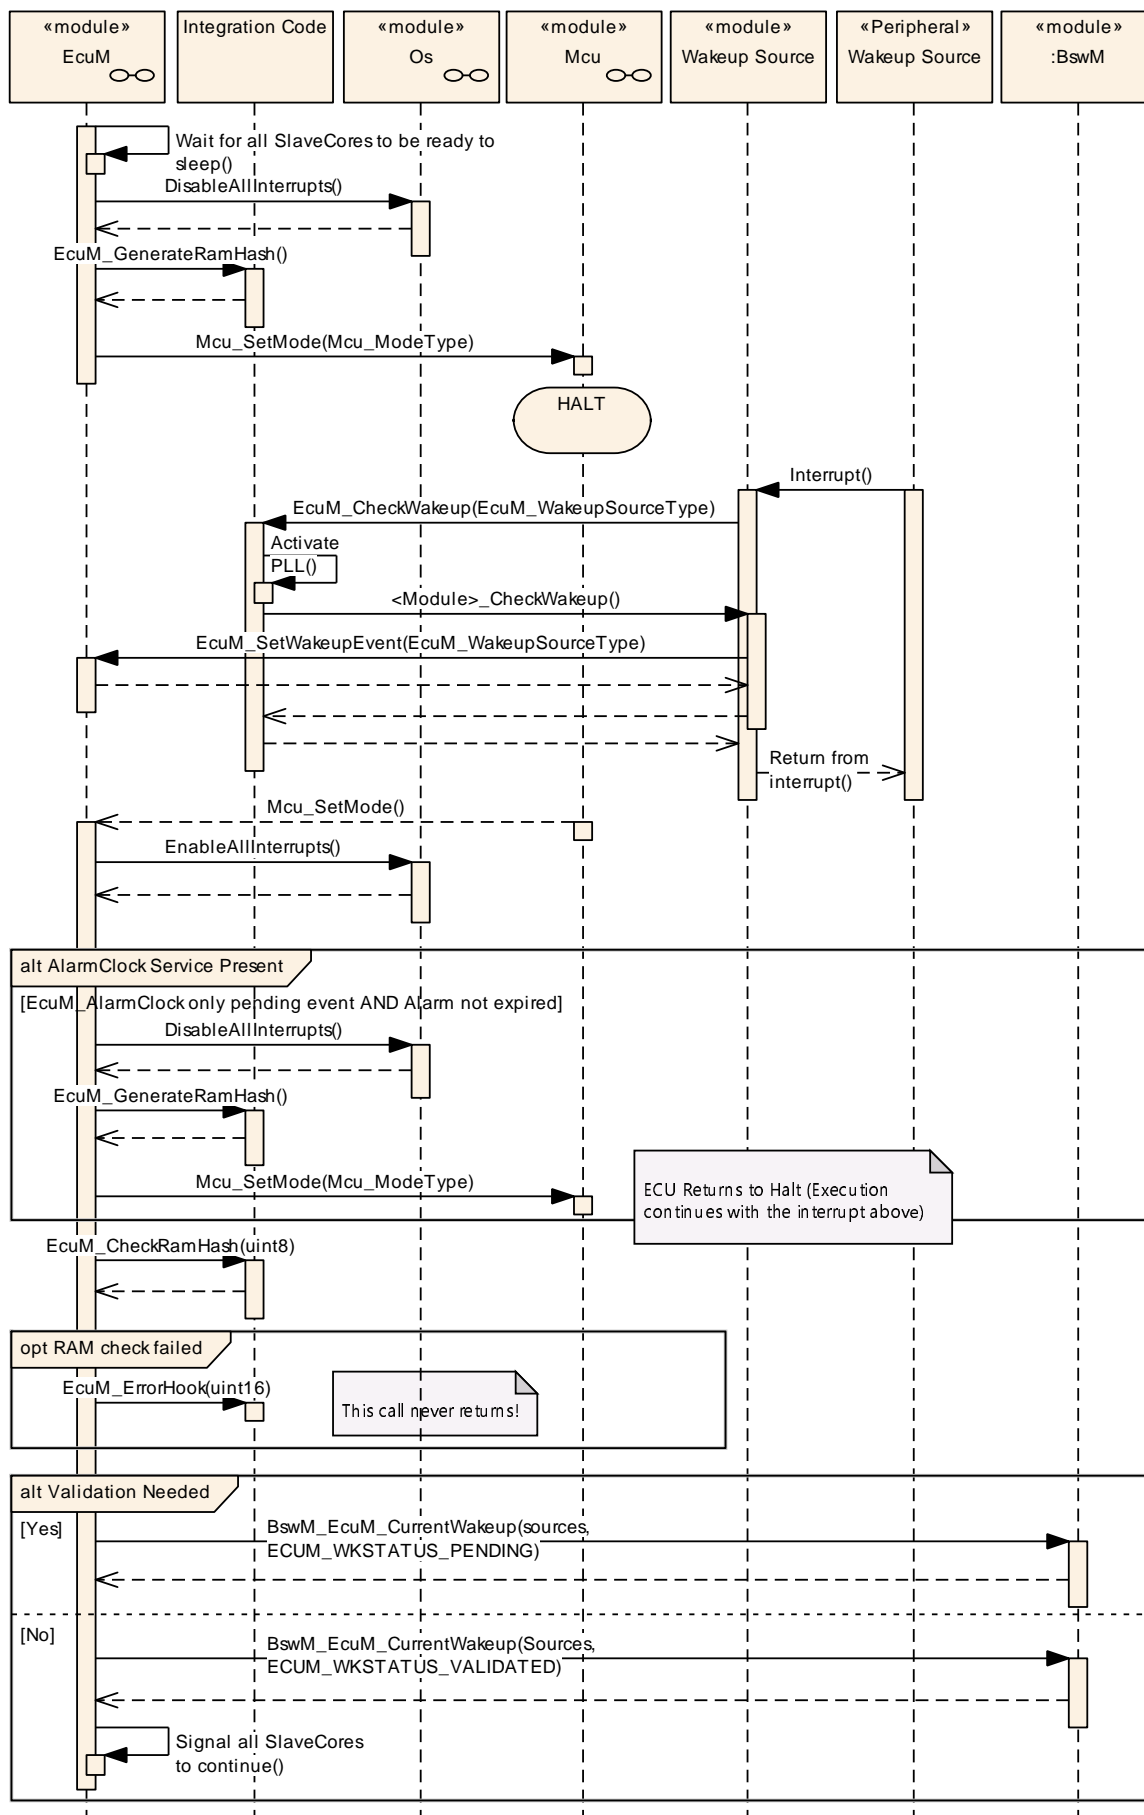 «module»
EcuM
Integration Code
«module»
Os
«module»
Mcu
«module»
Wakeup Source
«Peripheral»
Wakeup Source
«module»
:BswM
Wait for all SlaveCores to be ready to
sleep()
DisableAllInterrupts()
EcuM_GenerateRamHash()
Mcu_SetMode(Mcu_ModeType)
HALT
Interrupt()
EcuM_CheckWakeup(EcuM_WakeupSourceType)
Activate
PLL()
<Module>_CheckWakeup()
EcuM_SetWakeupEvent(EcuM_WakeupSourceType)
Return from
interrupt()
Mcu_SetMode()
EnableAllInterrupts()
alt AlarmClock Service Present
[EcuM_AlarmClock only pending event AND Alarm not expired]
DisableAllInterrupts()
EcuM_GenerateRamHash()
Mcu_SetMode(Mcu_ModeType)
ECU Returns to Halt (Execution
continues with the interrupt above)
EcuM_CheckRamHash(uint8)
opt RAM check failed
EcuM_ErrorHook(uint16)
This call never returns!
alt Validation Needed
[Yes]
BswM_EcuM_CurrentWakeup(sources,
ECUM_WKSTATUS_PENDING)
[No]
BswM_EcuM_CurrentWakeup(Sources,
ECUM_WKSTATUS_VALIDATED)
Signal all SlaveCores
to continue()